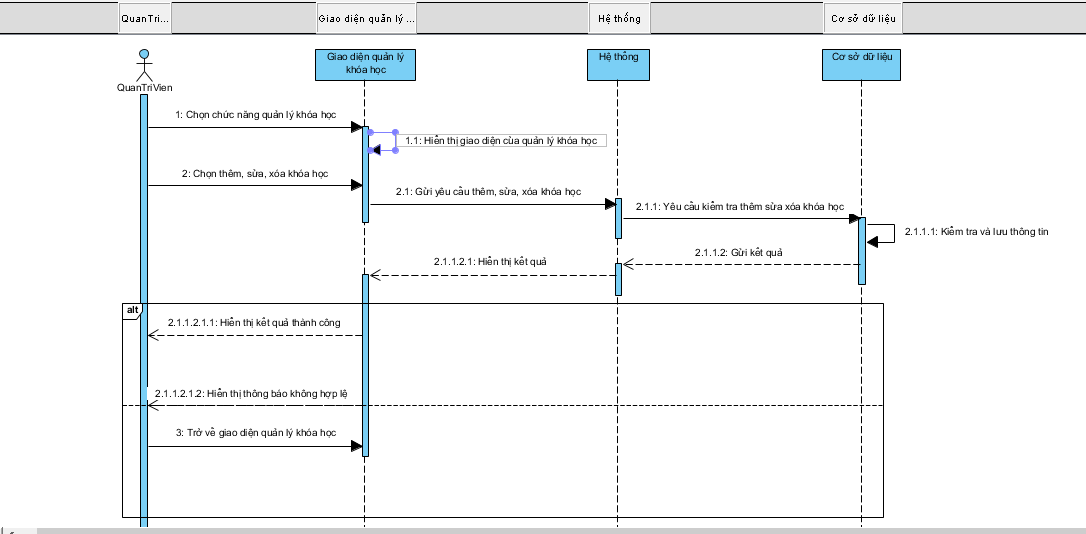 QuanTri...
Giao diện quản lý ...
Hệ thống
Cơ sở dữ liệu
Giao diện quản lý
khóa học
Hệ thống
Cơ sở dữ liệu
QuanTriVien
1: Chọn chức năng quản lý khóa học
1.1: Hiển thị giao diện của quản lý khóa học
2: Chọn thêm, sửa, xóa khóa học
2.1: Gửi yêu cầu thêm, sửa, xóa khóa học
2.1.1: Yêu cầu kiểm tra thêm sửa xóa khóa học
2.1.1.1: Kiểm tra và lưu thông tin
2.1.1.2: Gửi kết quả
2.1.1.2.1: Hiển thị kết quả
alt
2.1.1.2.1.1: Hiển thị kết quả thành công
2.1.1.2.1.2: Hiển thị thông báo không hợp lệ
3: Trở về giao diện quản lý khóa học